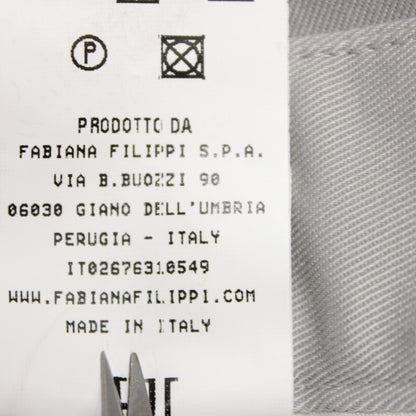 P
PRODOTTO DA
FABIANA FILIPPI S.P.A.
VIA B.BUOZZI 90
06030 GIANO DELL'UMBRIA
PERUGIA - ITALY
IT02676310549
WWW.FABIANAFILIPPI.COM
MADE IN ITALY